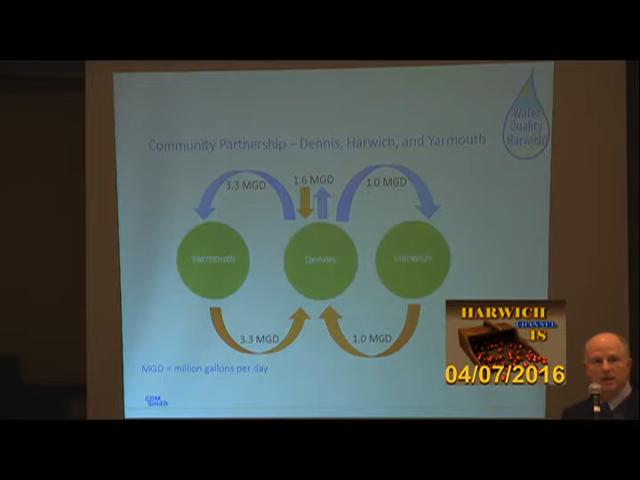 Water
Quality
Harwich
Community Partnership – Dennis, Harwich, and Yarmouth
3.3 MGD
1.6 MGD
1.0 MGD
Yarmouth
Dennis
Harwich
3.3 MGD
1.0 MGD
MGD = million gallons per day
CDM
Smith
HARWICH
CHANNEL
18
04/07/2016